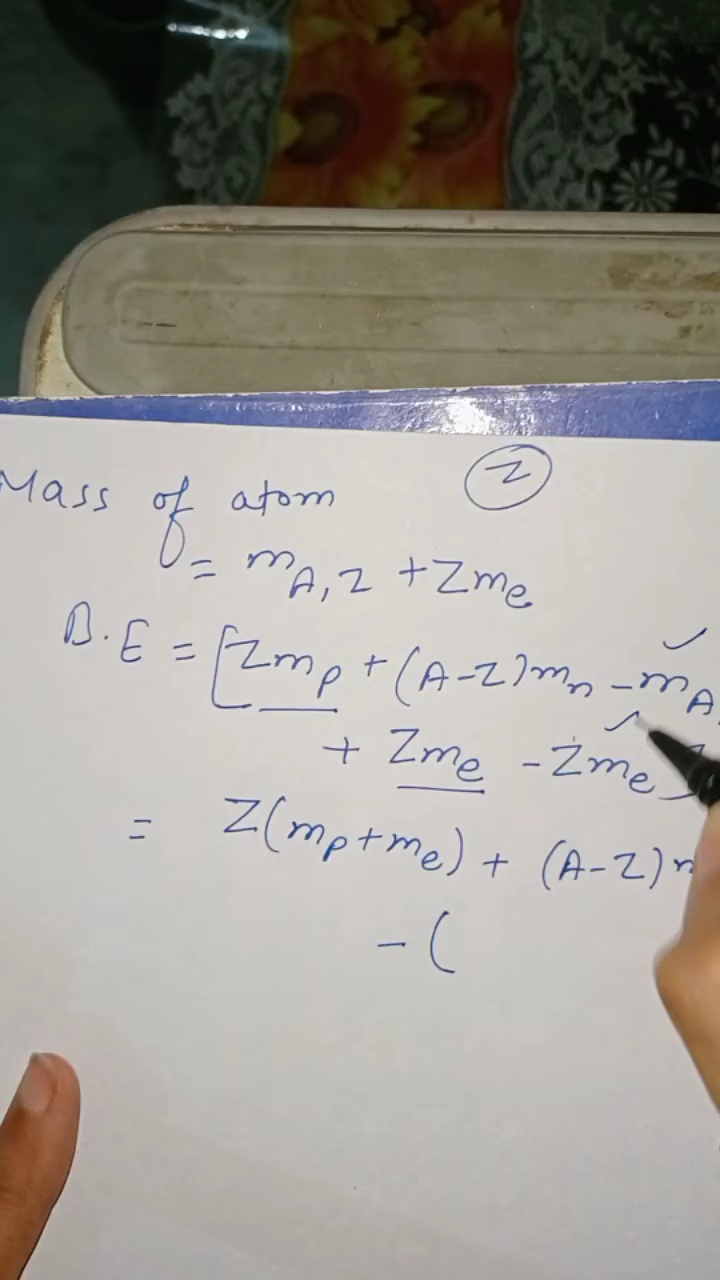 Mass of atom
②
= m_A,Z + Zm_e
B.E = [Zm_p + (A-Z)m_n - m_A,
+ Zm_e - Zm_e
= Z(m_p+m_e) + (A-Z)
- (